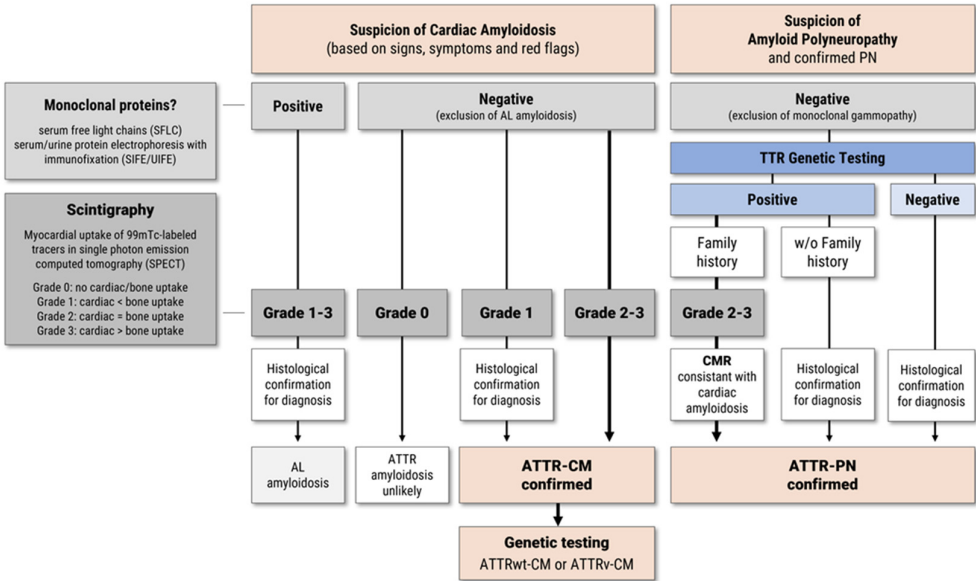 Suspicion of Cardiac Amyloidosis
(based on signs, symptoms and red flags)
Suspicion of
Amyloid Polyneuropathy
and confirmed PN
Monoclonal proteins?
serum free light chains (SFLC)
serum/urine protein electrophoresis with
immunofixation (SIFE/UIFE)
Positive
Negative
(exclusion of AL amyloidosis)
Negative
(exclusion of monoclonal gammopathy)
TTR Genetic Testing
Positive
Negative
Family
history
w/o Family
history
Scintigraphy
Myocardial uptake of 99mTc-labeled
tracers in single photon emission
computed tomography (SPECT)
Grade 0: no cardiac/bone uptake
Grade 1: cardiac < bone uptake
Grade 2: cardiac = bone uptake
Grade 3: cardiac > bone uptake
Grade 1-3
Grade 0
Grade 1
Grade 2-3
Grade 2-3
Histological
confirmation
for diagnosis
Histological
confirmation
for diagnosis
CMR
consistant with
cardiac
amyloidosis
Histological
confirmation
for diagnosis
Histological
confirmation
for diagnosis
AL
amyloidosis
ATTR
amyloidosis
unlikely
ATTR-CM
confirmed
ATTR-PN
confirmed
Genetic testing
ATTRwt-CM or ATTRv-CM